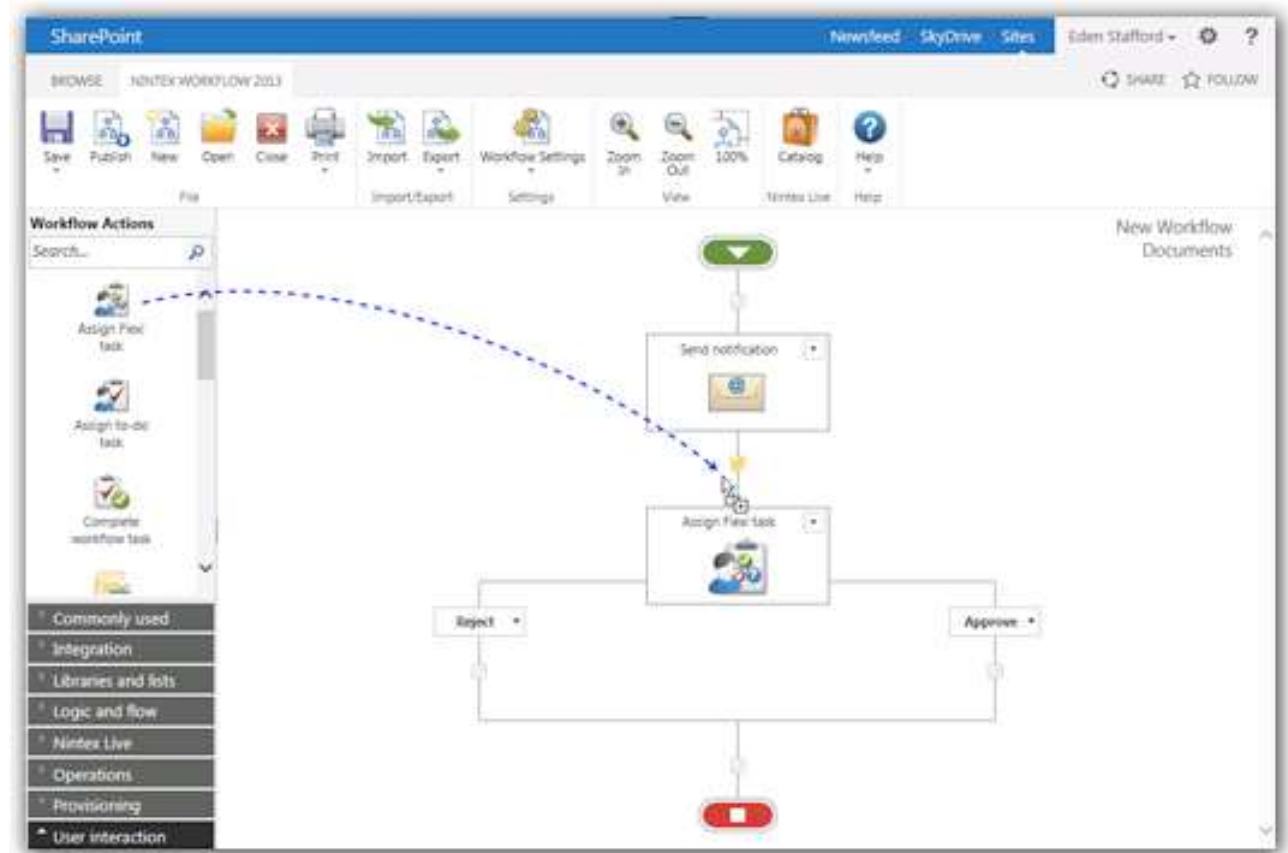 SharePoint
Newsfeed SkyDrive Sites Eden Stafford ?
BROWSE NINTEX WORKFLOW 2013
SHARE FOLLOW
Save Publish New Open Close Print Import Export Workflow Settings Zoom In Zoom Out 100% Catalog Help
File Import/Export Settings View Nintex Live Help
Workflow Actions
Search...
New Workflow
Documents
Assign Flexi
task
Send notification
Assign to-do
task
Complete
workflow task
Assign Flexi task
Reject
Approve
Commonly used
Integration
Libraries and lists
Logic and flow
Nintex Live
Operations
Provisioning
User interaction